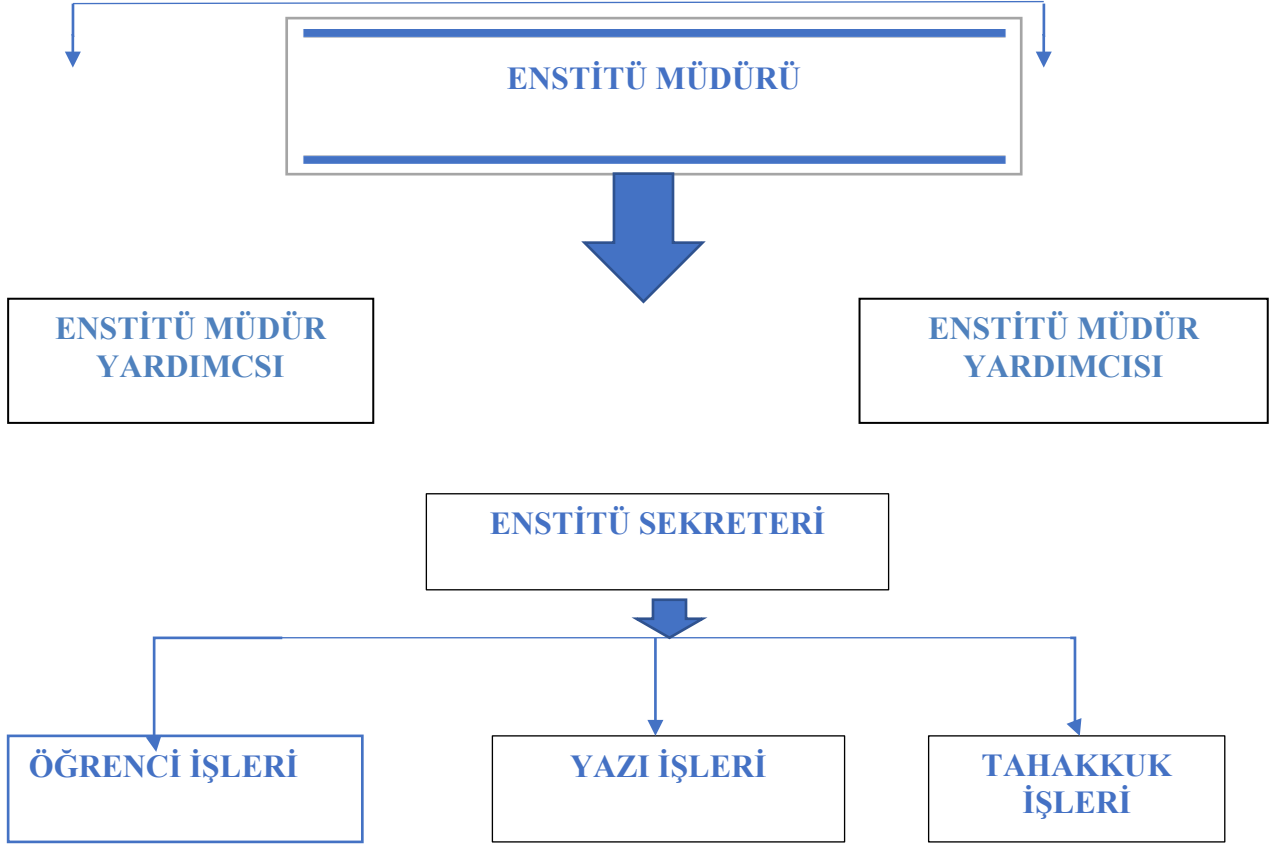 ENSTİTÜ MÜDÜRÜ
ENSTİTÜ MÜDÜR
YARDIMCSI
ENSTİTÜ MÜDÜR
YARDIMCISI
ENSTİTÜ SEKRETERİ
ÖĞRENCİ İŞLERİ
YAZI İŞLERİ
TAHAKKUK
İŞLERİ